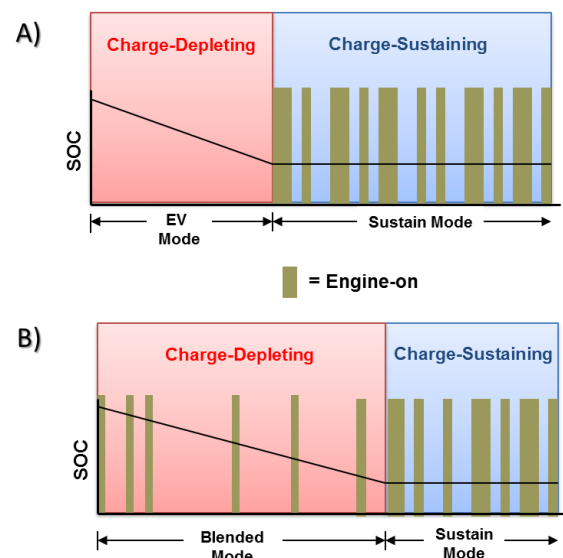 A)
Charge-Depleting
Charge-Sustaining
SOC
EV
Mode
Sustain Mode
= Engine-on
B)
Charge-Depleting
Charge-Sustaining
SOC
Blended
Mode
Sustain
Mode